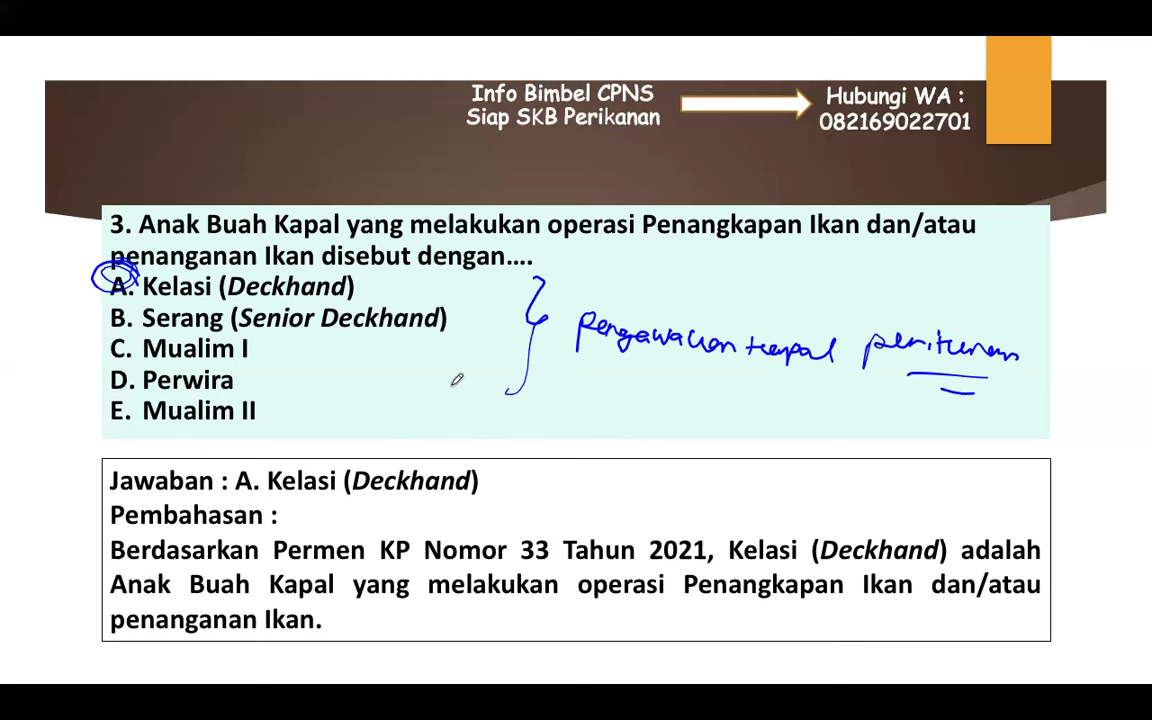 Info Bimbel CPNS
Siap SKB Perikanan
Hubungi WA :
082169022701
3. Anak Buah Kapal yang melakukan operasi Penangkapan Ikan dan/atau
penanganan Ikan disebut dengan....
A. Kelasi (Deckhand)
B. Serang (Senior Deckhand)
C. Mualim I
D. Perwira
E. Mualim II
pengawakan kapal perikanan
Jawaban : A. Kelasi (Deckhand)
Pembahasan :
Berdasarkan Permen KP Nomor 33 Tahun 2021, Kelasi (Deckhand) adalah
Anak Buah Kapal yang melakukan operasi Penangkapan Ikan dan/atau
penanganan Ikan.